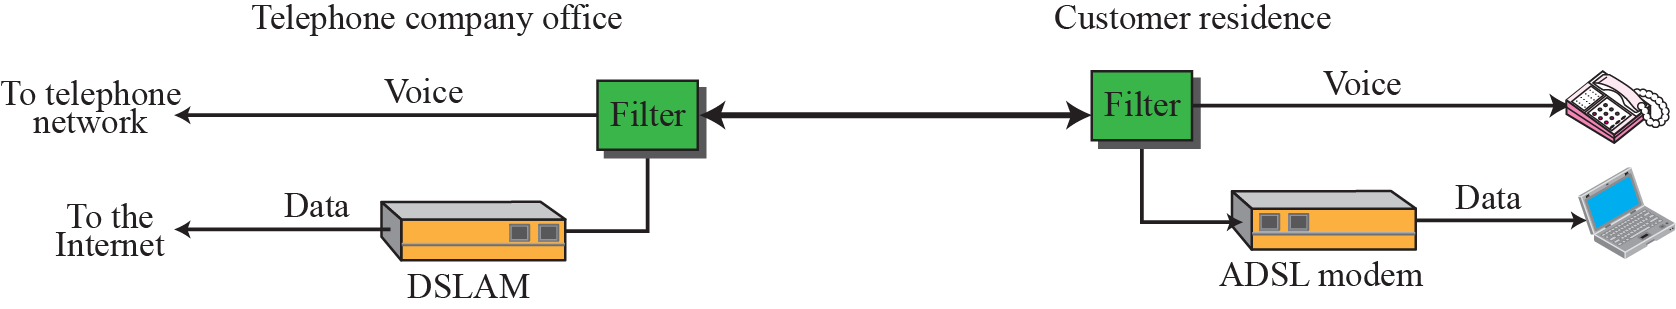 Telephone company office
Customer residence
To telephone
network
Voice
Filter
Filter
Voice
To the
Internet
Data
DSLAM
Data
ADSL modem